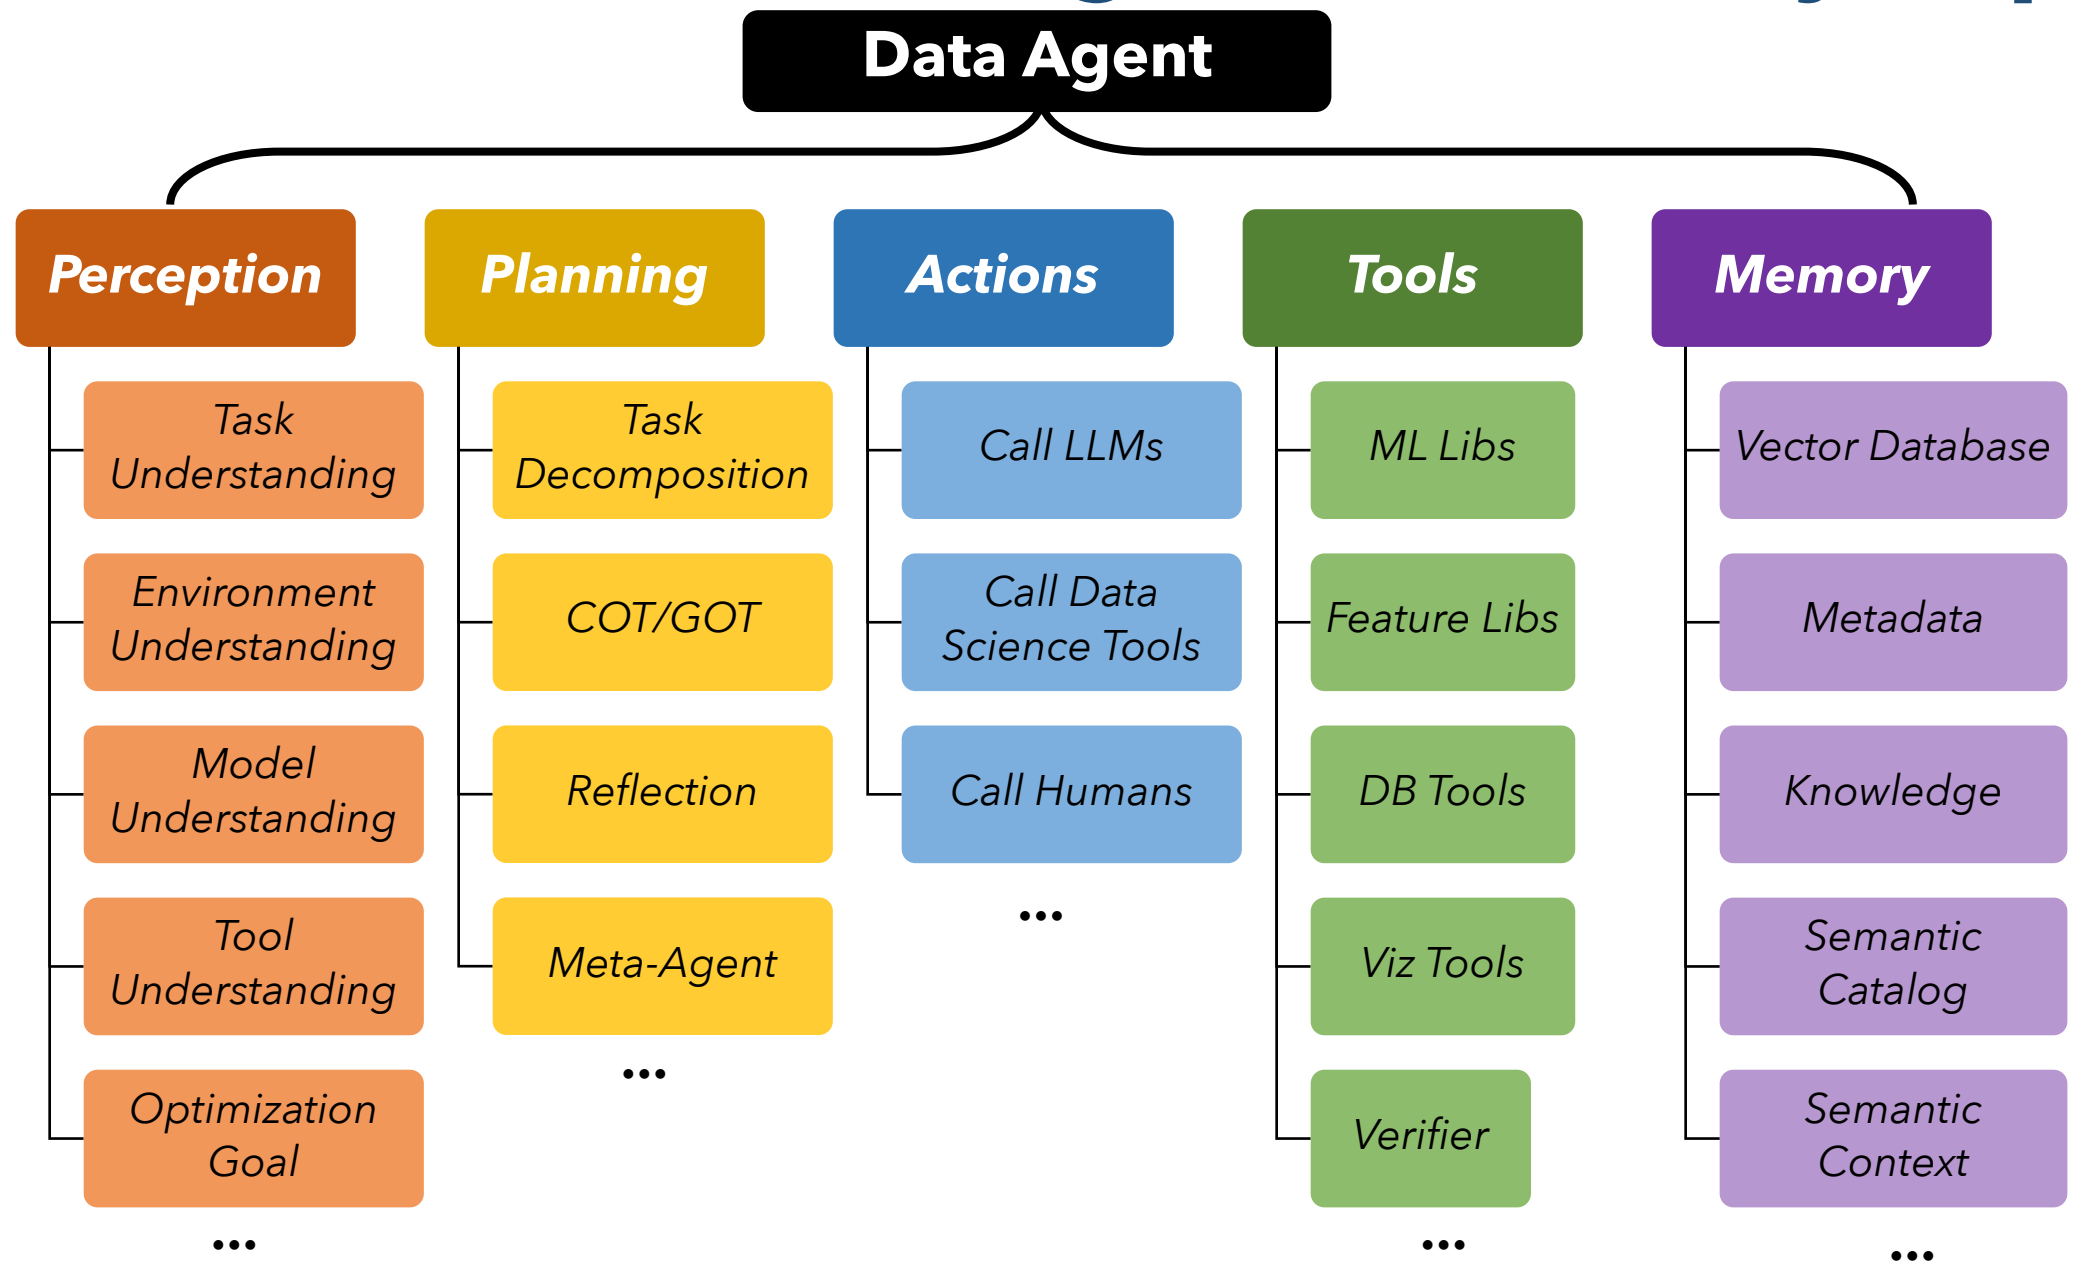 Data Agent
Perception
Planning
Actions
Tools
Memory
Task
Understanding
Environment
Understanding
Model
Understanding
Tool
Understanding
Optimization
Goal
...
Task
Decomposition
COT/GOT
Reflection
Meta-Agent
...
Call LLMs
Call Data
Science Tools
Call Humans
...
ML Libs
Feature Libs
DB Tools
Viz Tools
Verifier
...
Vector Database
Metadata
Knowledge
Semantic
Catalog
Semantic
Context
...